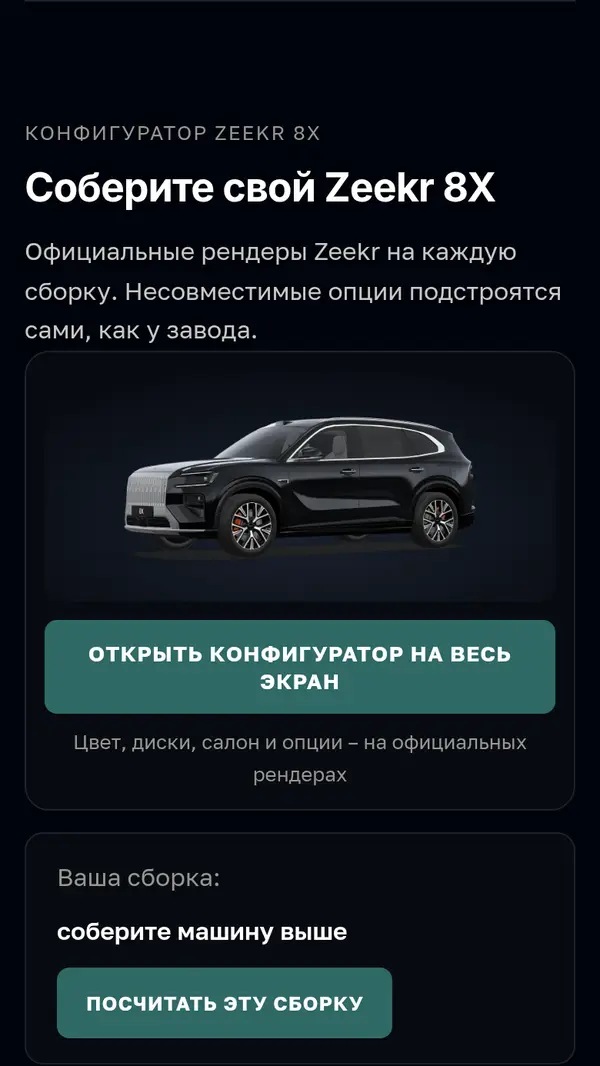 КОНФИГУРАТОР ZEEKR 8X
Соберите свой Zeekr 8X
Официальные рендеры Zeekr на каждую
сборку. Несовместимые опции подстроятся
сами, как у завода.
8X
ОТКРЫТЬ КОНФИГУРАТОР НА ВЕСЬ
ЭКРАН
Цвет, диски, салон и опции – на официальных
рендерах
Ваша сборка:
соберите машину выше
ПОСЧИТАТЬ ЭТУ СБОРКУ